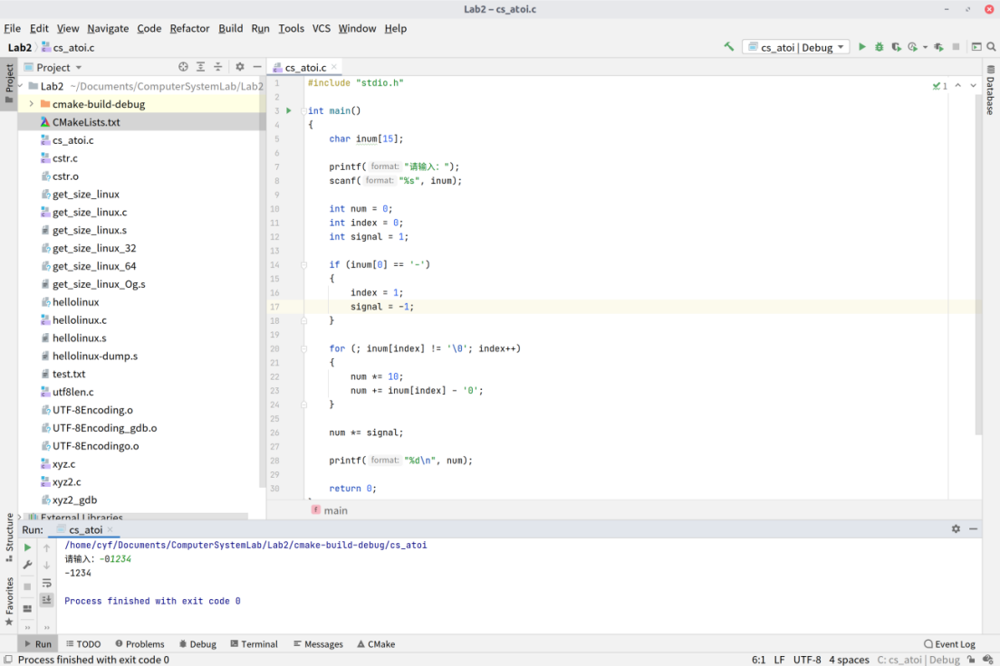 Lab2 – cs_atoi.c
File Edit View Navigate Code Refactor Build Run Tools VCS Window Help
Lab2 cs_atoi.c
cs_atoi | Debug
Project
Project
Lab2 ~/Documents/ComputerSystemLab/Lab2
cmake-build-debug
CMakeLists.txt
cs_atoi.c
cstr.c
cstr.o
get_size_linux
get_size_linux.c
get_size_linux.s
get_size_linux_32
get_size_linux_64
get_size_linux_Og.s
hellolinux
hellolinux.c
hellolinux.s
hellolinux-dump.s
test.txt
utf8len.c
UTF-8Encoding.o
UTF-8Encoding_gdb.o
UTF-8Encodingo.o
xyz.c
xyz2.c
xyz2_gdb
External Libraries
cs_atoi.c
1
Database
1 #include "stdio.h"
2
3 int main()
4 {
5 char inum[15];
6
7 printf( format: "请输入: ");
8 scanf( format: "%s", inum);
9
10 int num = 0;
11 int index = 0;
12 int signal = 1;
13
14 if (inum[0] == '-')
15 {
16 index = 1;
17 signal = -1;
18 }
19
20 for (; inum[index] != '\0'; index++)
21 {
22 num *= 10;
23 num += inum[index] - '0';
24 }
25
26 num *= signal;
27
28 printf( format: "%d\n", num);
29
30 return 0;
main
Structure
Favorites
Run: cs_atoi
/home/cyf/Documents/ComputerSystemLab/Lab2/cmake-build-debug/cs_atoi
请输入: -01234
-1234
Process finished with exit code 0
Run TODO Problems Debug Terminal Messages CMake Event Log
Process finished with exit code 0 6:1 LF UTF-8 4 spaces C: cs_atoi | Debug